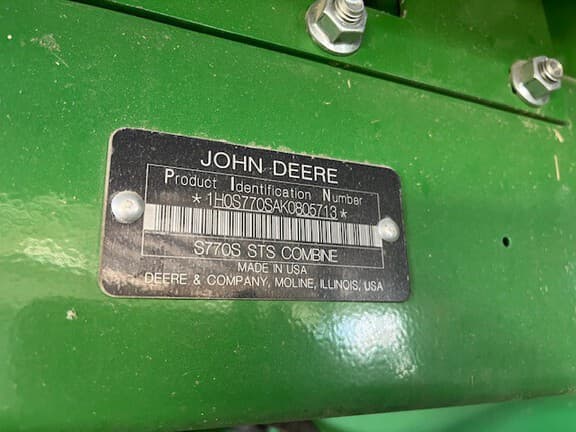 JOHN DEERE
Product Identification Number
*1H0S770SAK0805713*
S770S STS COMBINE
MADE IN USA
DEERE & COMPANY, MOLINE, ILLINOIS, USA